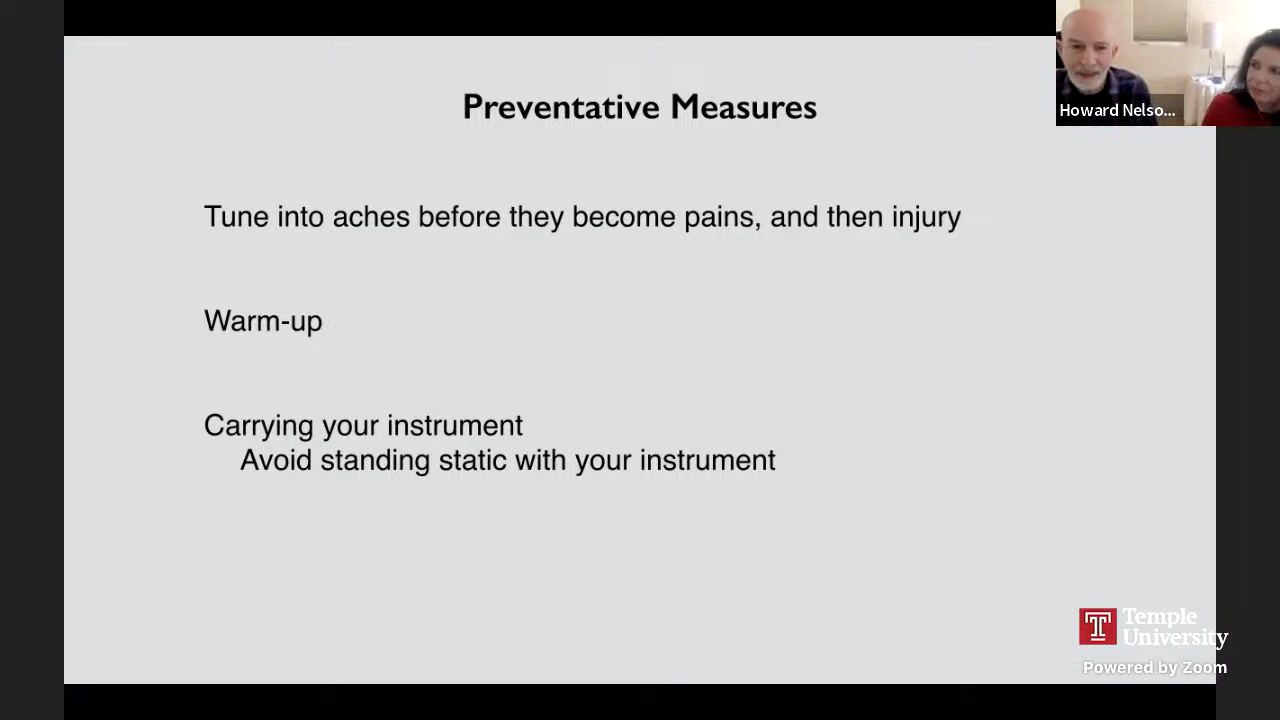 Preventative Measures
Howard Nelso...
Tune into aches before they become pains, and then injury
Warm-up
Carrying your instrument
Avoid standing static with your instrument
T Temple
University
Powered by Zoom